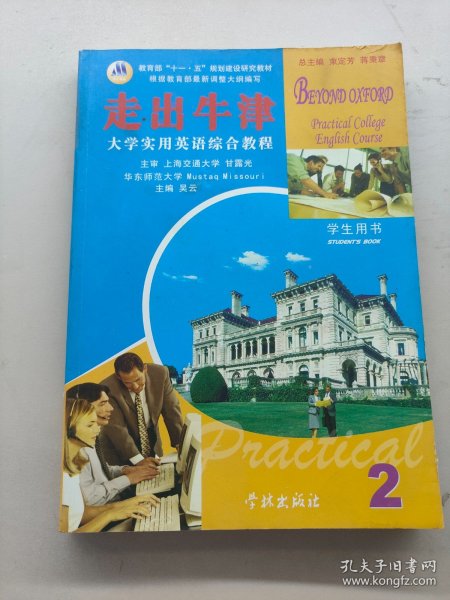 教育部“十一·五”规划建设研究教材
根据教育部最新调整大纲编写
总主编 束定芳 蒋秉章
走出牛津
BEYOND OXFORD
Practical College
English Course
大学实用英语综合教程
主审 上海交通大学 甘露光
华东师范大学 Mustaq Missouri
主编 吴云
学生用书
STUDENT'S BOOK
Practical
2
学林出版社
孔夫子旧书网
www.kongfz.com